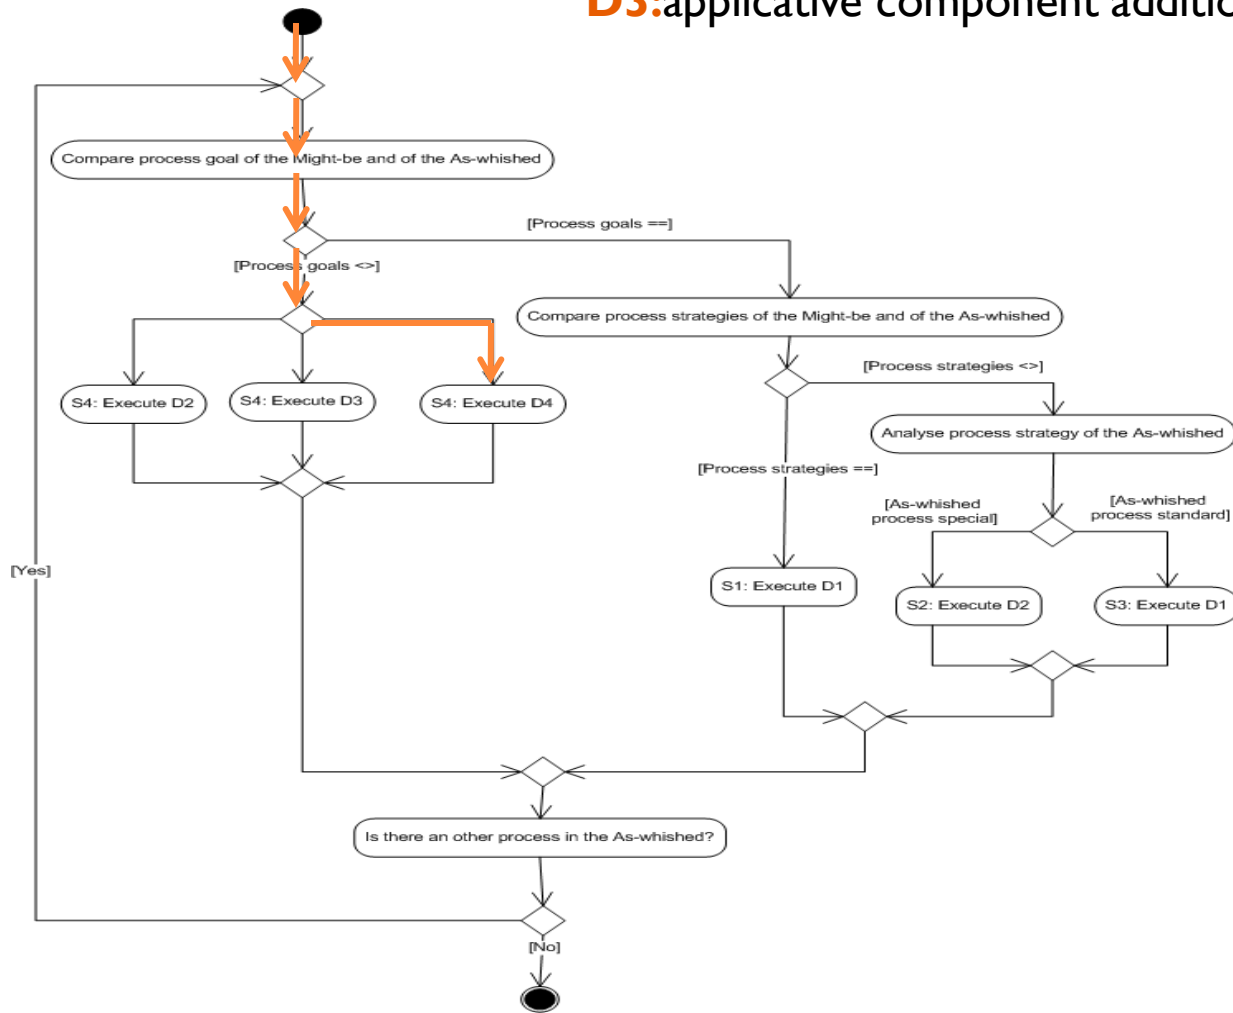 D3:applicative component additio
Compare process goal of the Might-be and of the As-whished
[Process goals ==]
[Process goals <>]
Compare process strategies of the Might-be and of the As-whished
[Process strategies <>]
S4: Execute D2
S4: Execute D3
S4: Execute D4
Analyse process strategy of the As-whished
[Process strategies ==]
[As-whished
process special]
[As-whished
process standard]
[Yes]
S1: Execute D1
S2: Execute D2
S3: Execute D1
Is there an other process in the As-whished?
[No]